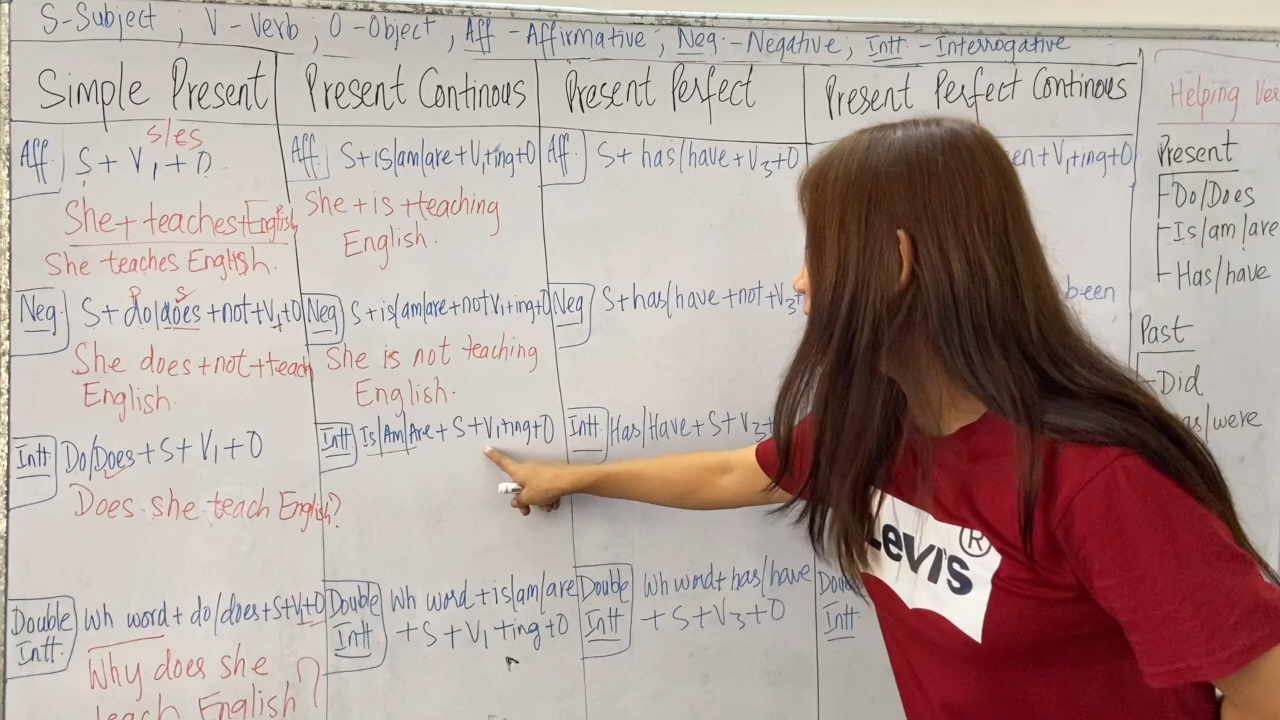 S-Subject, V-Verb, O-Object, Aff-Affirmative, Neg-Negative, Intt-Interrogative
Simple Present
s/es
Aff S+V1+O
She+teaches+English
She teaches English.
P s
Neg S+do/does+not+V1+O
She does+not+teach
English.
Intt Do/Does+S+V1+O
Does she teach English?
Double
Intt. Wh word+do/does+S+V1+O
Why does she
teach English?
Present Continous
Aff S+is/am/are+V1+ing+O
She+is+teaching
English.
Neg S+is/am/are+not+V1+ing+O
She is not teaching
English.
Intt Is/Am/Are+S+V1+ing+O
Double
Intt Wh word+is/am/are
+S+V1+ing+O
Present Perfect
Aff S+has/have+V3+O
Neg S+has/have+not+V3+
Intt Has/Have+S+V3+
Double
Intt Wh word+has/have
+S+V3+O
Present Perfect Continous
+V1+ing+O
been
Intt
Helping
Present
Do/Does
Is/am/are
Has/have
Past
Did
/were
Levi's®